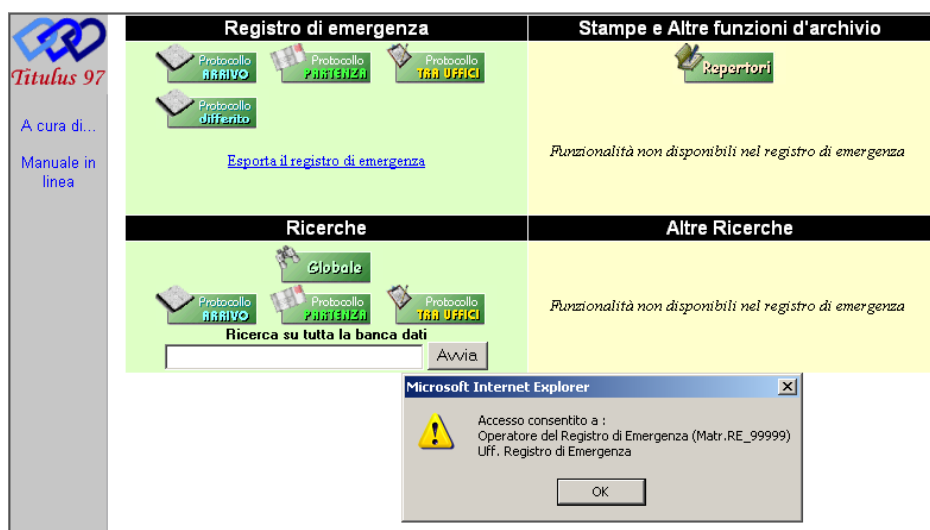 Titulus 97
A cura di...
Manuale in
linea
Registro di emergenza
Protocollo
ARRIVO
Protocollo
PARTENZA
Protocollo
TRA UFFICI
Protocollo
differito
Esporta il registro di emergenza
Stampe e Altre funzioni d'archivio
Repertori
Funzionalità non disponibili nel registro di emergenza
Ricerche
Globale
Protocollo
ARRIVO
Protocollo
PARTENZA
Protocollo
TRA UFFICI
Ricerca su tutta la banca dati
Avvia
Altre Ricerche
Funzionalità non disponibili nel registro di emergenza
Microsoft Internet Explorer
Accesso consentito a :
Operatore del Registro di Emergenza (Matr.RE_99999)
Uff. Registro di Emergenza
OK